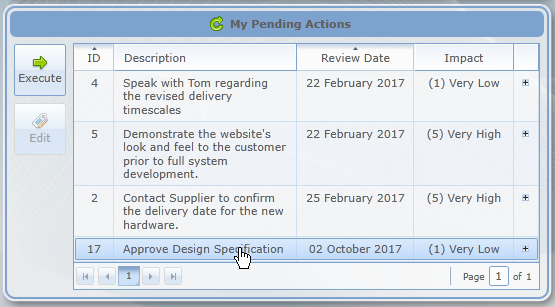 My Pending Actions
Execute
Edit
ID Description Review Date Impact
4 Speak with Tom regarding 22 February 2017 (1) Very Low
the revised delivery
timescales
5 Demonstrate the website's 22 February 2017 (5) Very High
look and feel to the customer
prior to full system
development.
2 Contact Supplier to confirm 25 February 2017 (5) Very High
the delivery date for the new
hardware.
17 Approve Design Specification 02 October 2017 (1) Very Low
1 Page 1 of 1